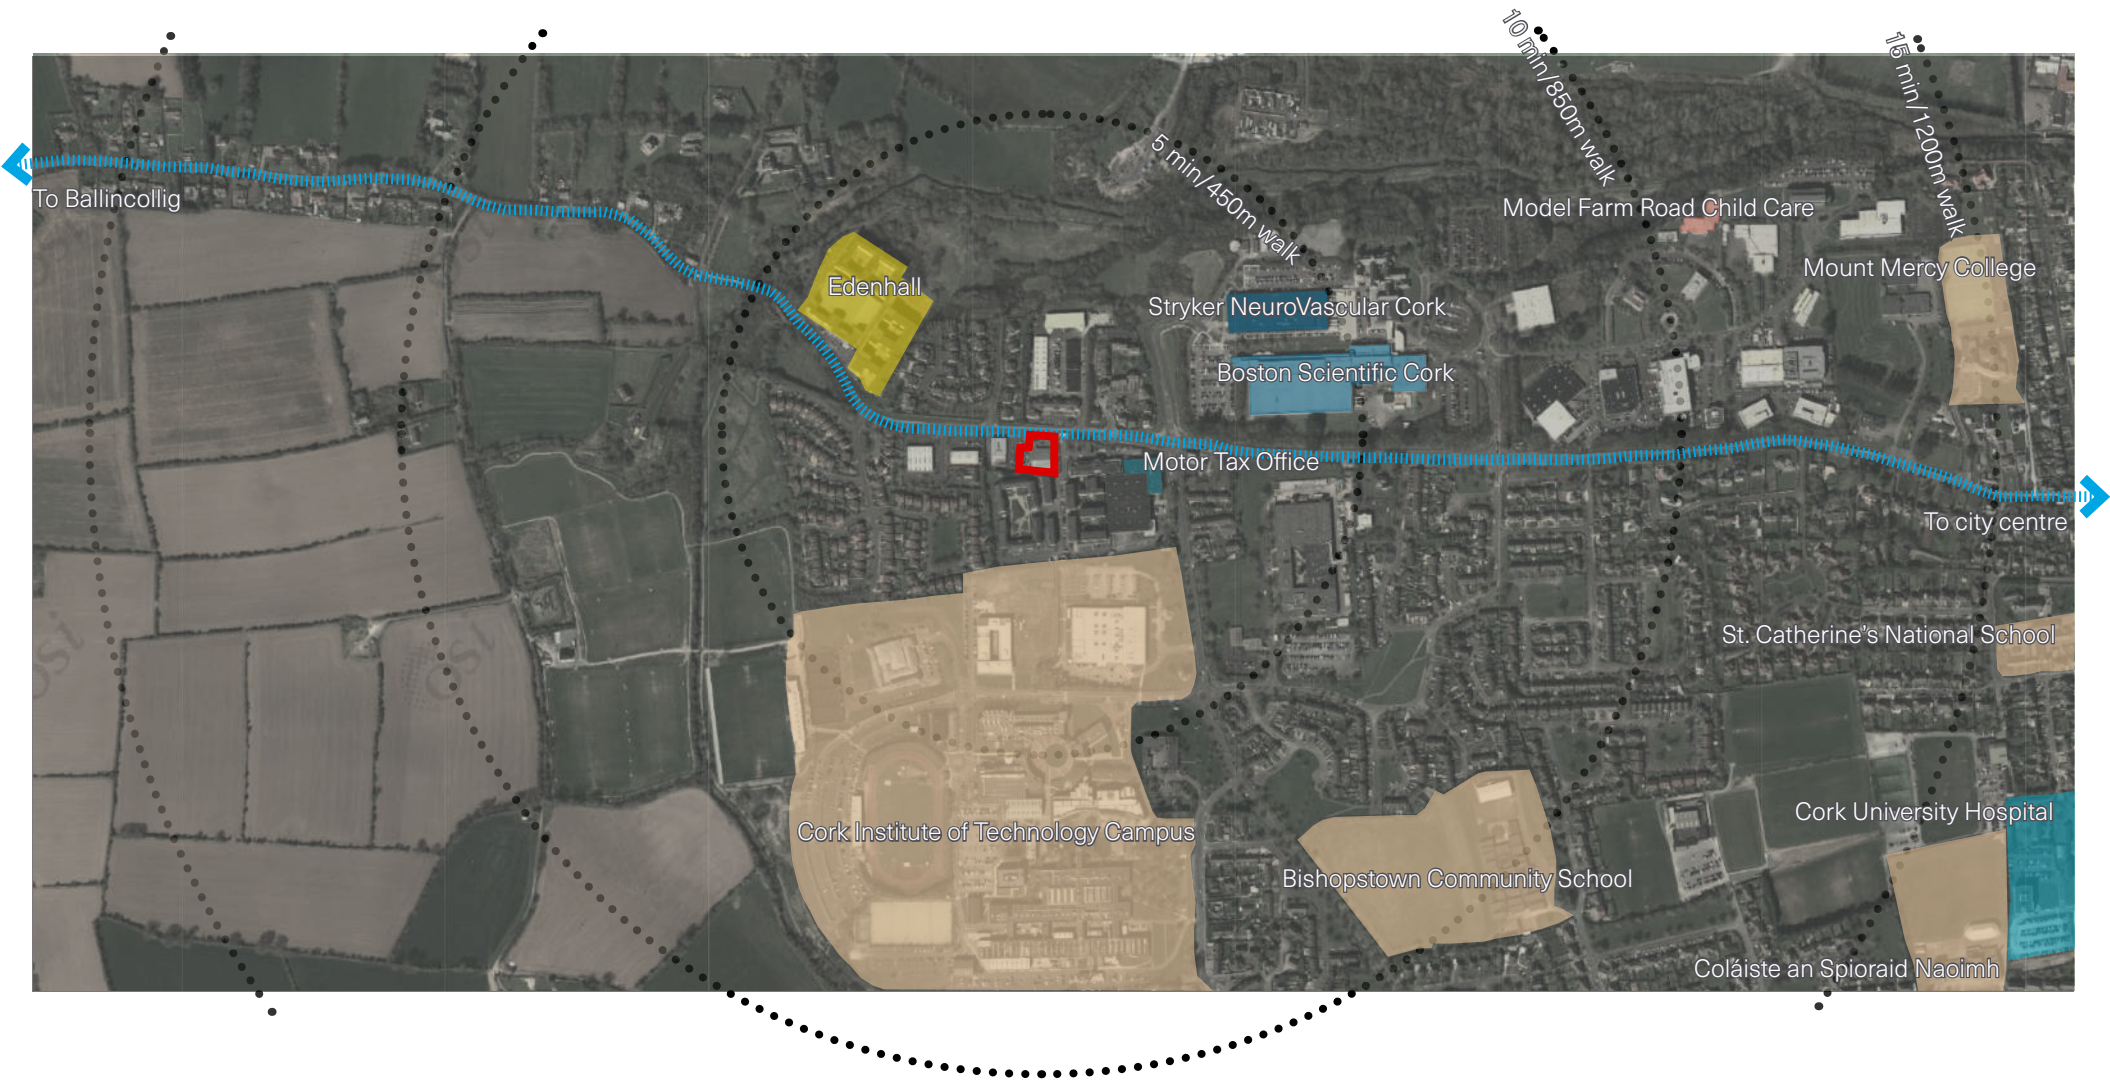 10 min/850m walk
15 min/1200m walk
5 min/450m walk
To Ballincollig
Model Farm Road Child Care
Mount Mercy College
Edenhall
Stryker NeuroVascular Cork
Boston Scientific Cork
Motor Tax Office
To city centre
St. Catherine's National School
OSi
OSi
Cork University Hospital
Cork Institute of Technology Campus
Bishopstown Community School
Coláiste an Spioraid Naoimh